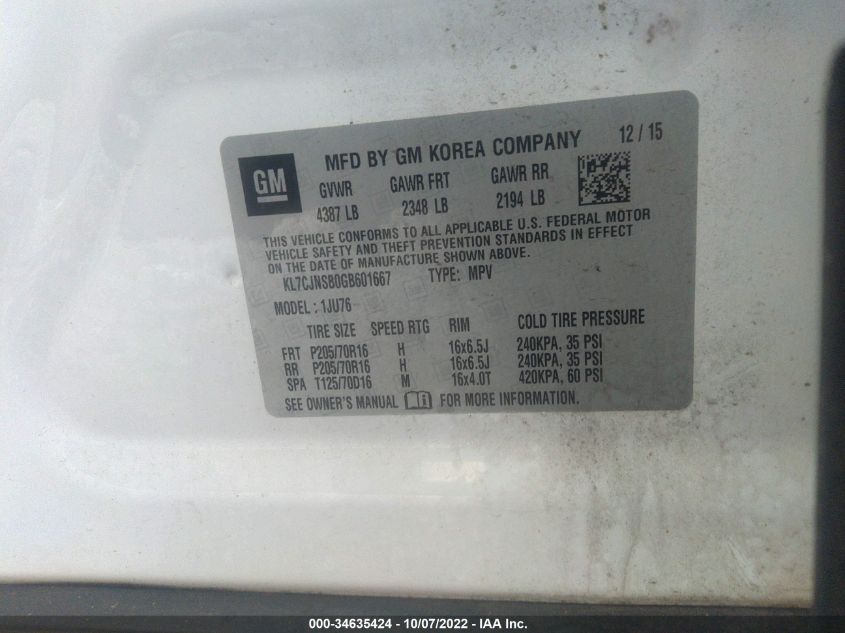 GM
MFD BY GM KOREA COMPANY 12 / 15
GVWR GAWR FRT GAWR RR
4387 LB 2348 LB 2194 LB
THIS VEHICLE CONFORMS TO ALL APPLICABLE U.S. FEDERAL MOTOR
VEHICLE SAFETY AND THEFT PREVENTION STANDARDS IN EFFECT
ON THE DATE OF MANUFACTURE SHOWN ABOVE.
KL7CJNSB0GB601667 TYPE: MPV
MODEL : 1JU76
TIRE SIZE SPEED RTG RIM COLD TIRE PRESSURE
FRT P205/70R16 H 16x6.5J 240KPA, 35 PSI
RR P205/70R16 H 16x6.5J 240KPA, 35 PSI
SPA T125/70D16 M 16x4.0T 420KPA, 60 PSI
SEE OWNER'S MANUAL FOR MORE INFORMATION.
000-34635424 - 10/07/2022 - IAA Inc.